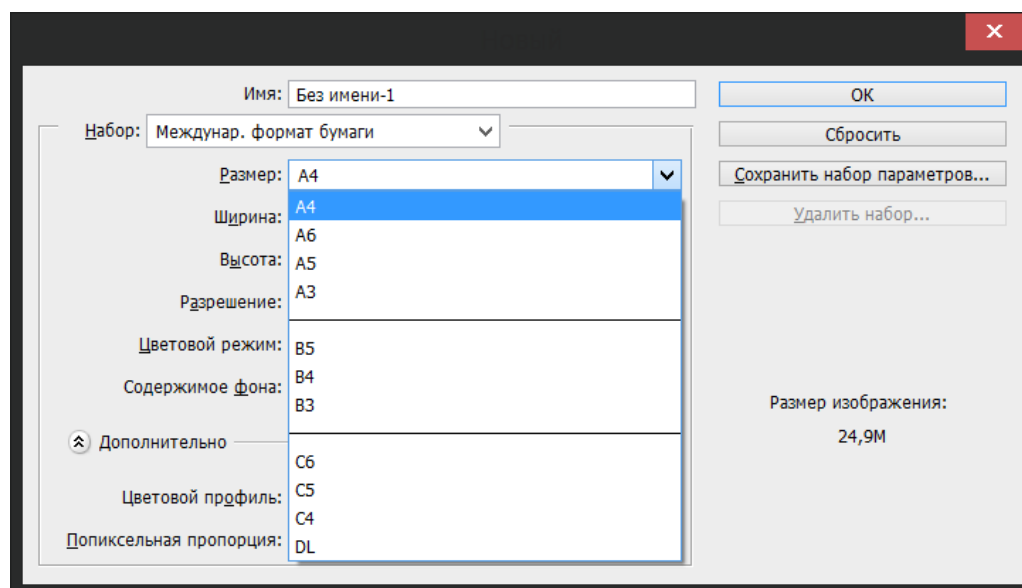 Имя: Без имени-1
Набор: Междунар. формат бумаги
Размер: A4
Ширина:
Высота:
Разрешение:
Цветовой режим:
Содержимое фона:
Дополнительно
Цветовой профиль:
Попиксельная пропорция:
A4
A6
A5
A3
B5
B4
B3
C6
C5
C4
DL
OK
Сбросить
Сохранить набор параметров...
Удалить набор...
Размер изображения:
24,9M